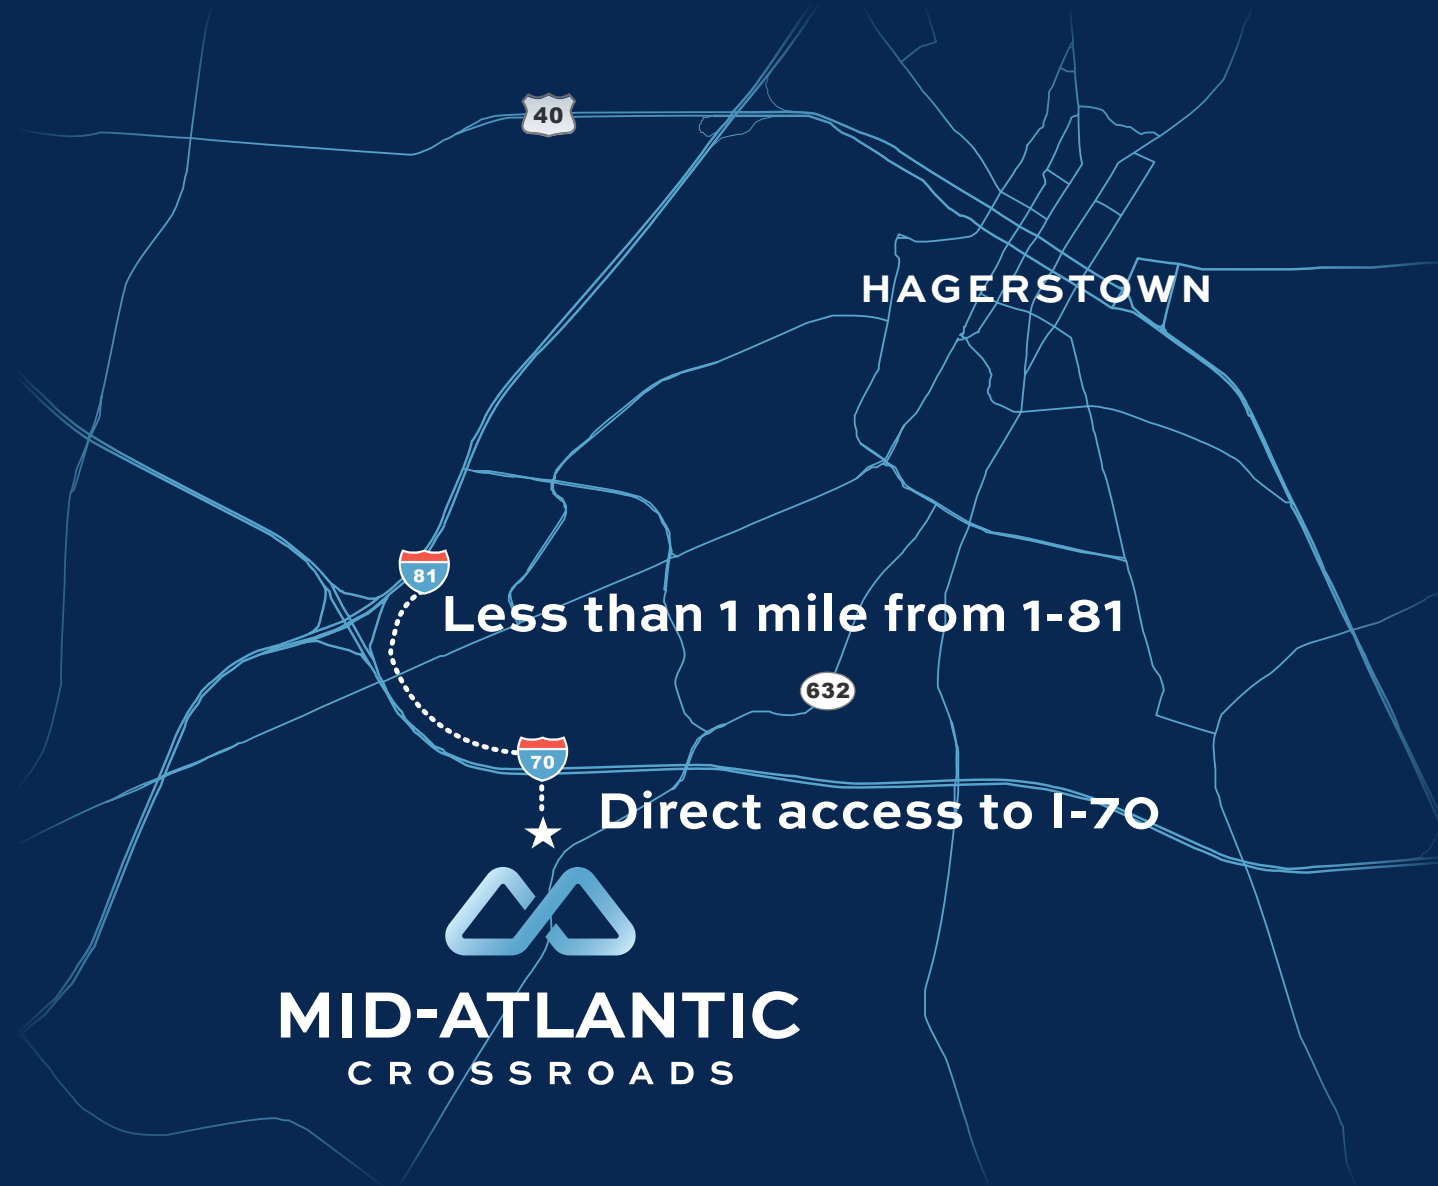 40
HAGERSTOWN
81
Less than 1 mile from 1-81
632
70
Direct access to I-70
MID-ATLANTIC
CROSSROADS